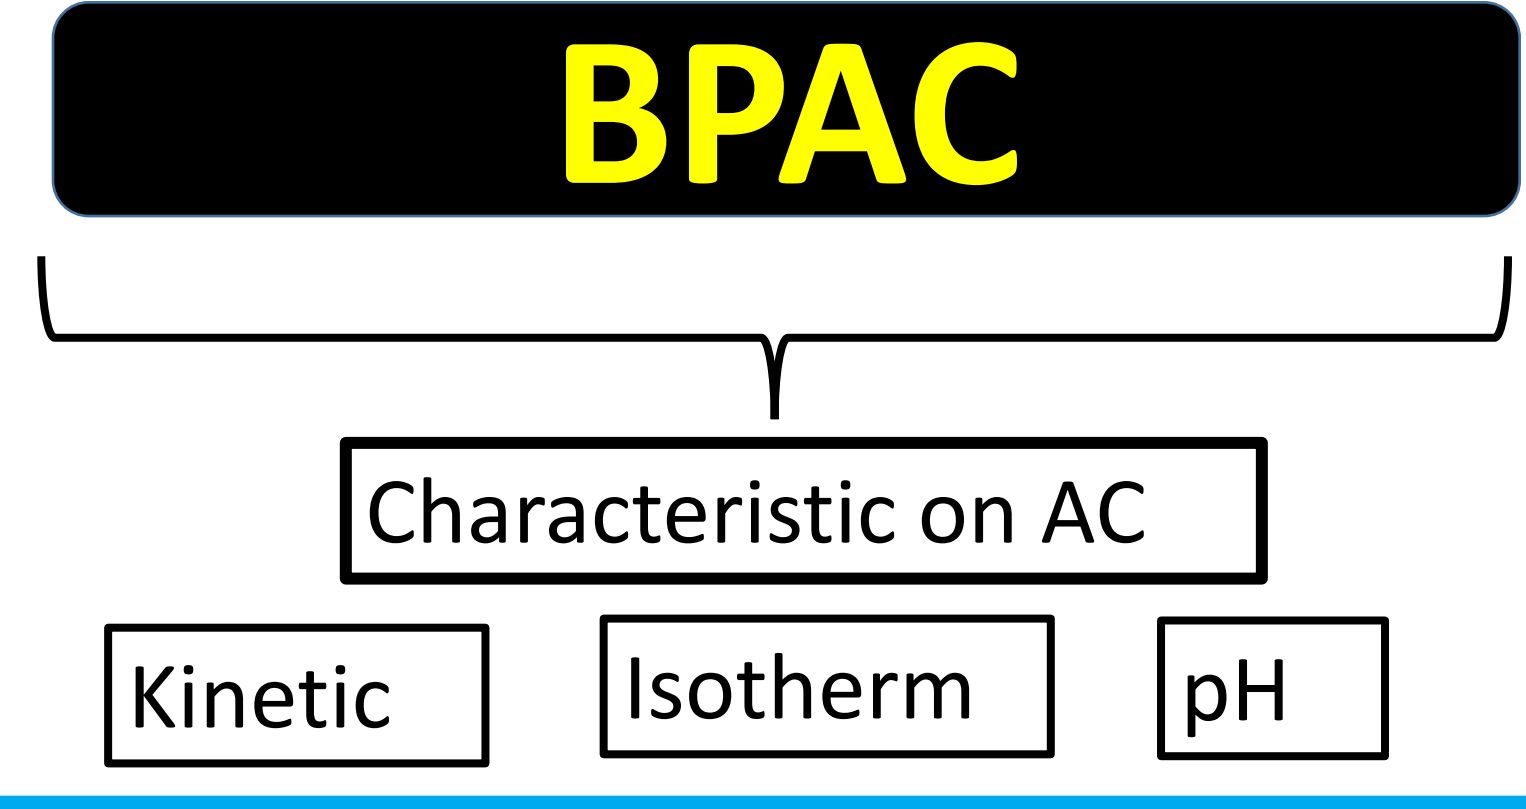 BPAC
Characteristic on AC
Kinetic
Isotherm
pH